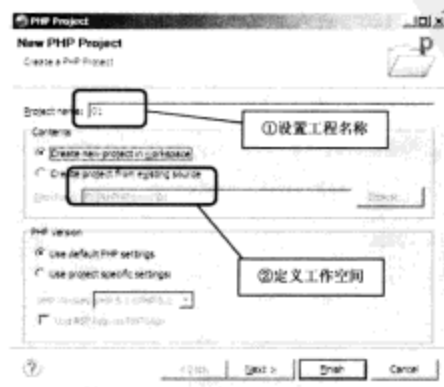 PHP Project
New PHP Project
Create a PHP Project
Project name: 01
①设置工程名称
Contents
Create new project in workspace
Create project from existing source
PHP Version
Use default PHP settings
Use project specific settings:
②定义工作空间
Next >
Finish
Cancel